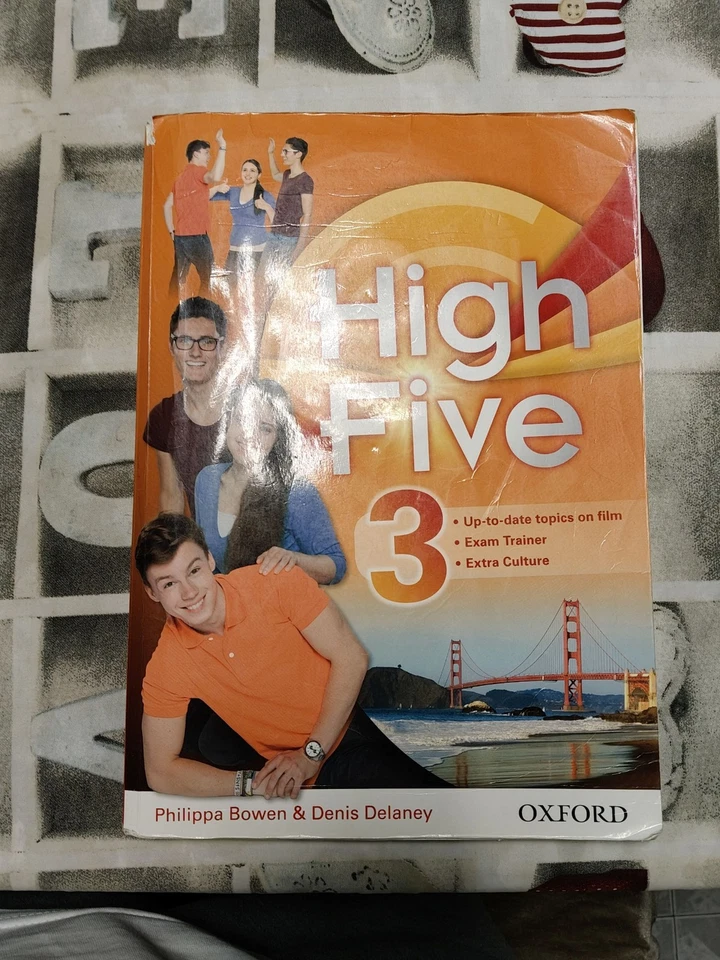 High
Five
3
• Up-to-date topics on film
• Exam Trainer
• Extra Culture
Philippa Bowen & Denis Delaney
OXFORD